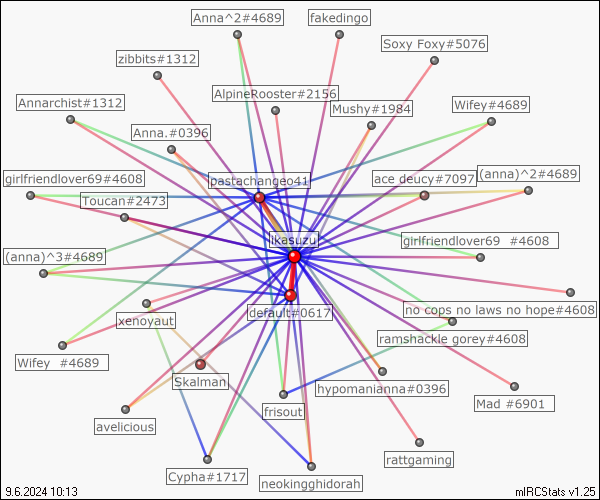 Anna^2#4689
fakedingo
Soxy Foxy#5076
zibbits#1312
AlpineRooster#2156
Annarchist#1312
Mushy#1984
Wifey#4689
Anna.#0396
girlfriendlover69#4608
pastachangeo41
ace deucy#7097
(anna)^2#4689
Toucan#2473
ikasuzu
girlfriendlover69 #4608
(anna)^3#4689
default#0617
no cops no laws no hope#4608
xenoyaut
ramshackle gorey#4608
Wifey #4689
Skalman
hypomanianna#0396
Mad #6901
frisout
avelicious
rattgaming
Cypha#1717
neokingghidorah
9.6.2024 10:13
mIRCStats v1.25